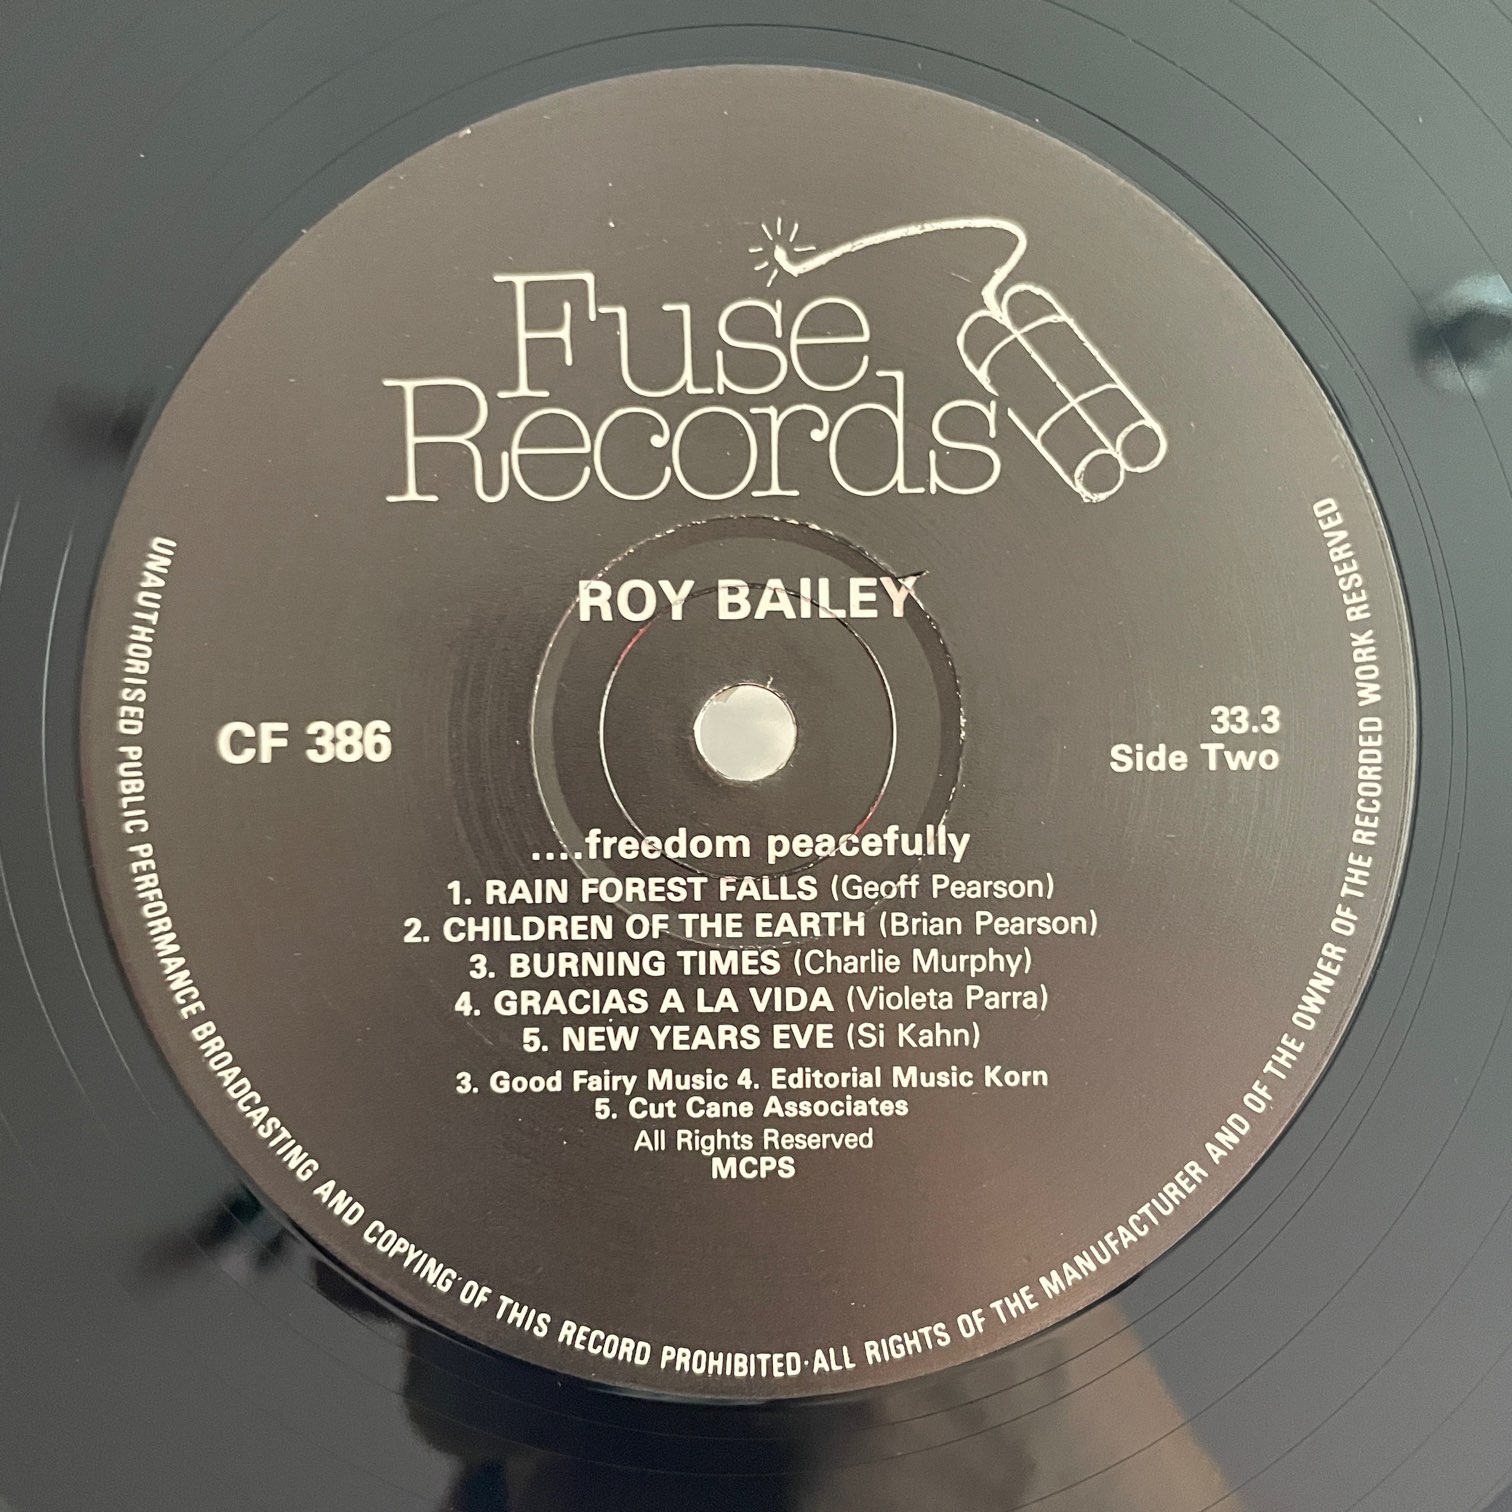 Fuse
Records
ROY BAILEY
CF 386
33.3
Side Two
....freedom peacefully
1. RAIN FOREST FALLS (Geoff Pearson)
2. CHILDREN OF THE EARTH (Brian Pearson)
3. BURNING TIMES (Charlie Murphy)
4. GRACIAS A LA VIDA (Violeta Parra)
5. NEW YEARS EVE (Si Kahn)
3. Good Fairy Music 4. Editorial Music Korn
5. Cut Cane Associates
All Rights Reserved
MCPS
UNAUTHORISED PUBLIC PERFORMANCE BROADCASTING AND COPYING OF THIS RECORD PROHIBITED·ALL RIGHTS OF THE MANUFACTURER AND OF THE OWNER OF THE RECORDED WORK RESERVED